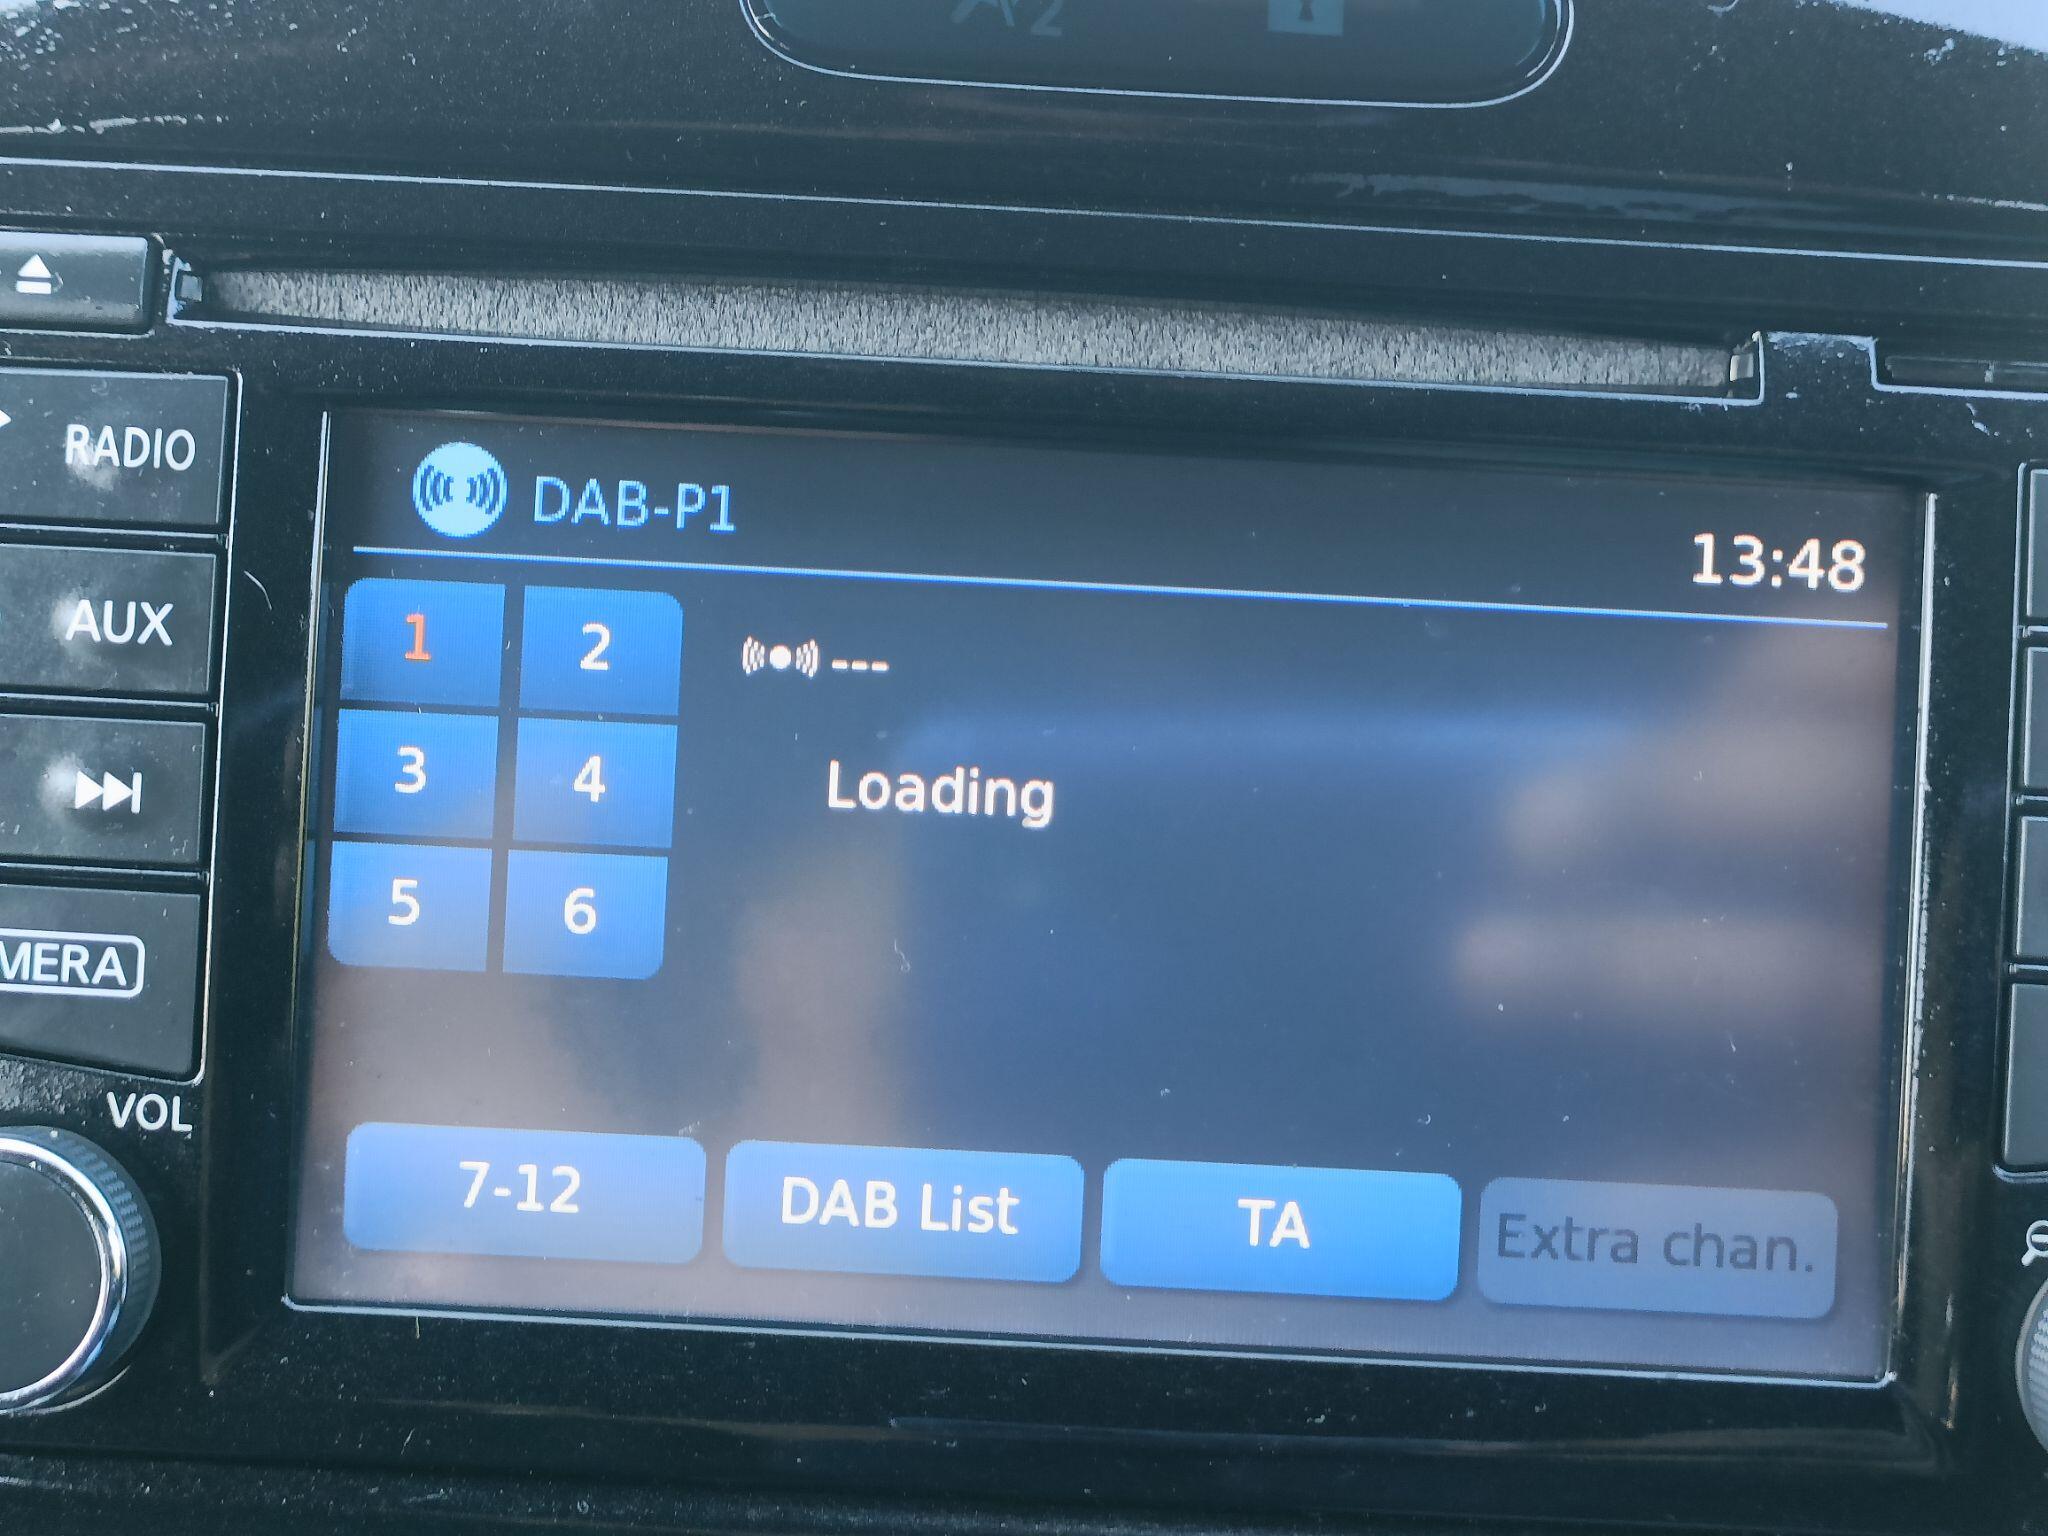 2
RADIO
DAB-P1
13:48
1 2
---
AUX
3 4
Loading
5 6
MERA
VOL
7-12 DAB List TA Extra chan.